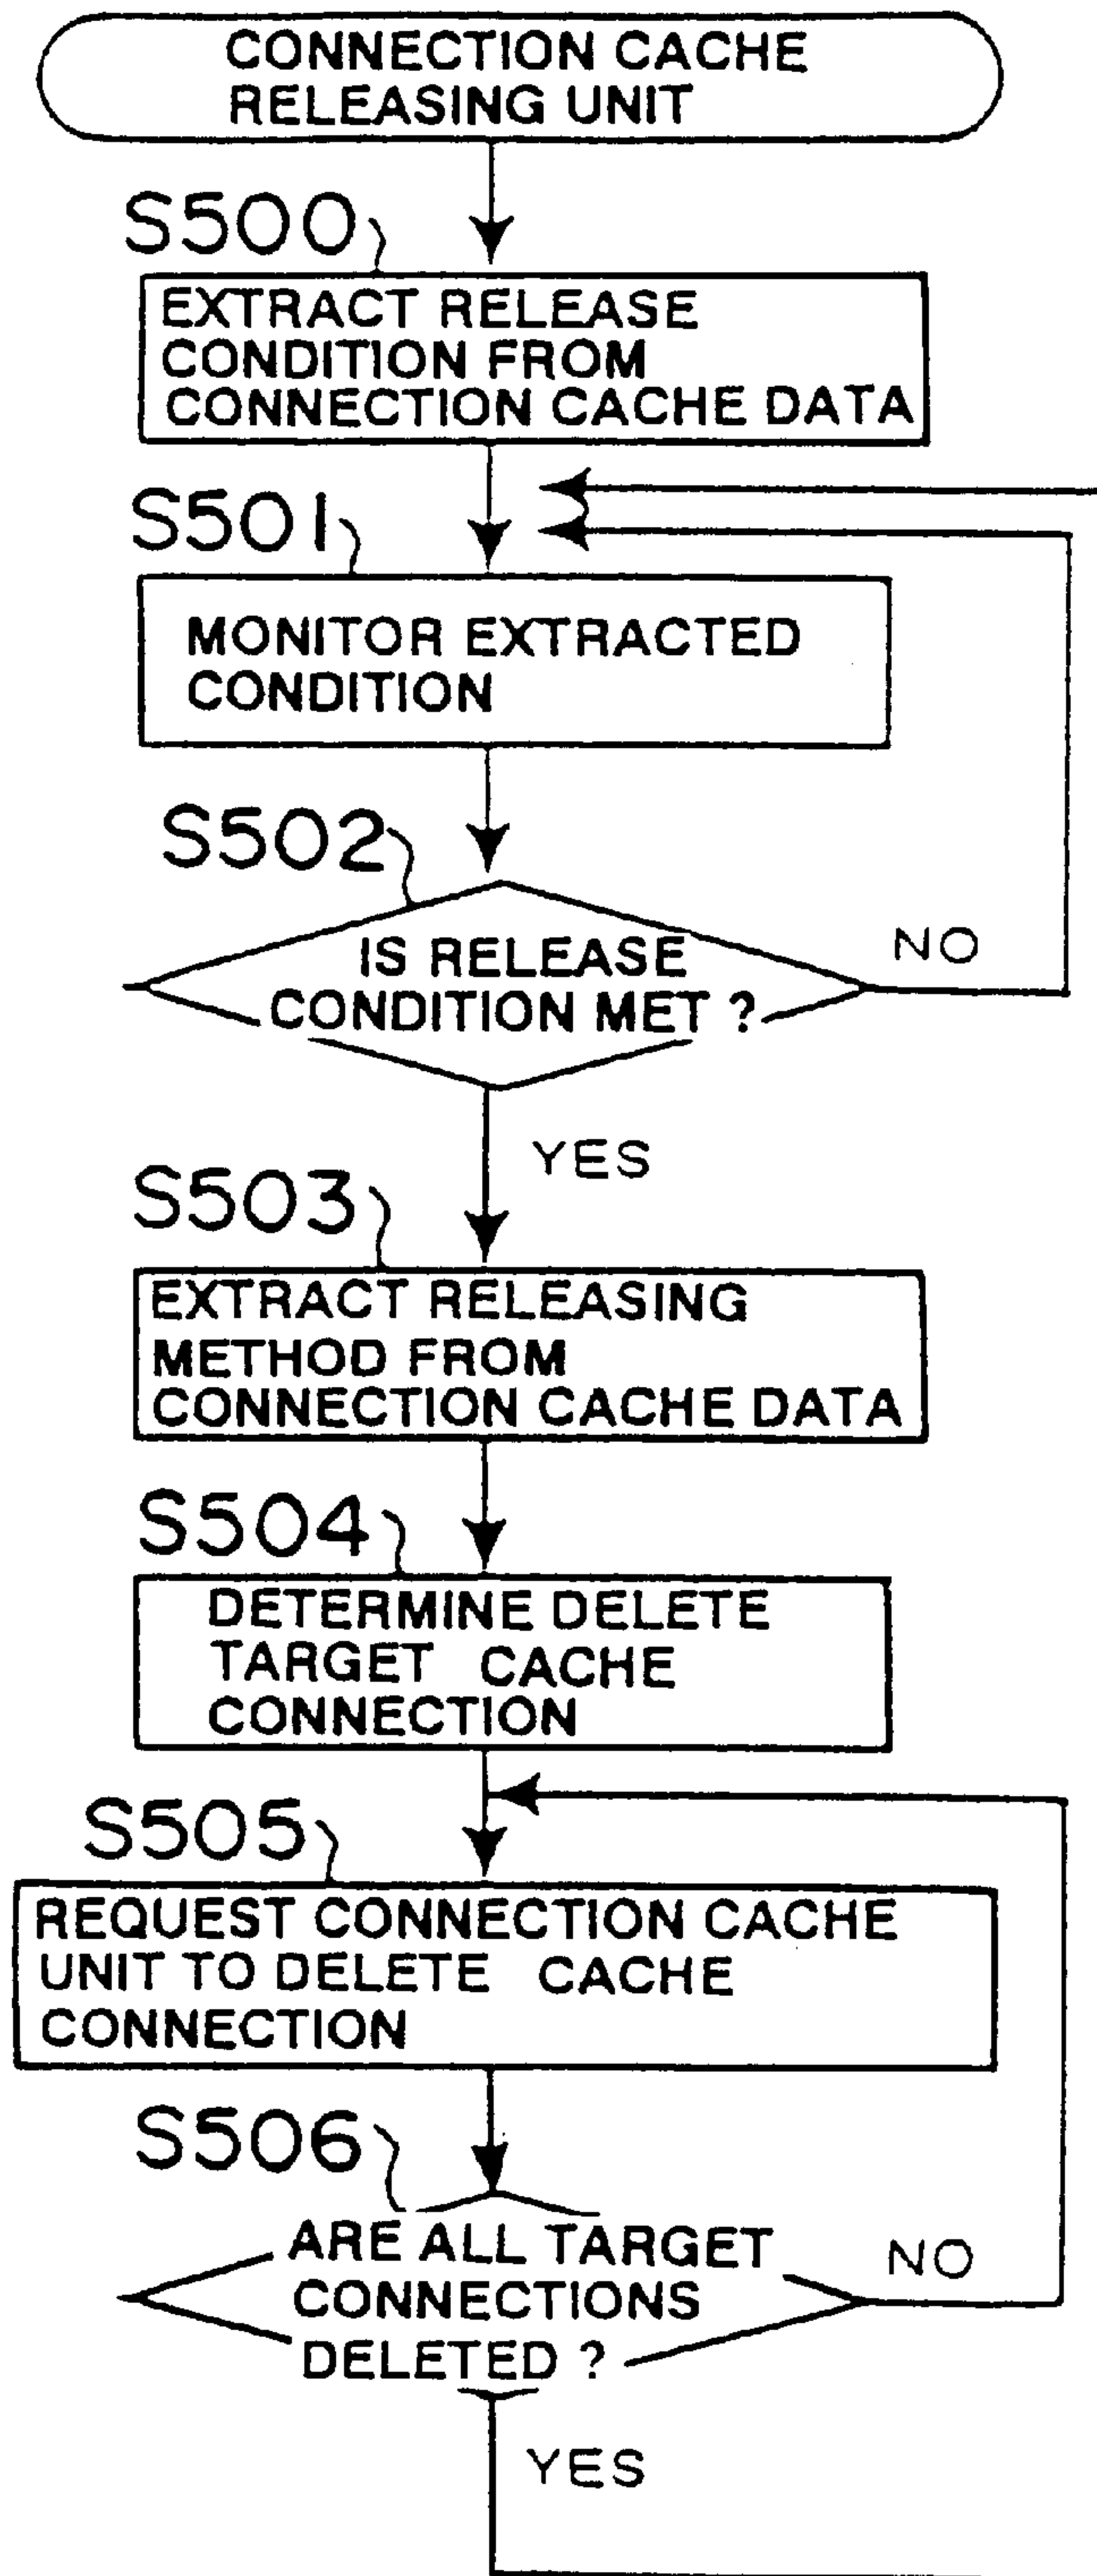 CONNECTION CACHE
RELEASING UNIT
S500
EXTRACT RELEASE
CONDITION FROM
CONNECTION CACHE DATA
S501
MONITOR EXTRACTED
CONDITION
S502
IS RELEASE
CONDITION MET ?
NO
YES
S503
EXTRACT RELEASING
METHOD FROM
CONNECTION CACHE DATA
S504
DETERMINE DELETE
TARGET CACHE
CONNECTION
S505
REQUEST CONNECTION CACHE
UNIT TO DELETE CACHE
CONNECTION
S506
ARE ALL TARGET
CONNECTIONS
DELETED ?
NO
YES